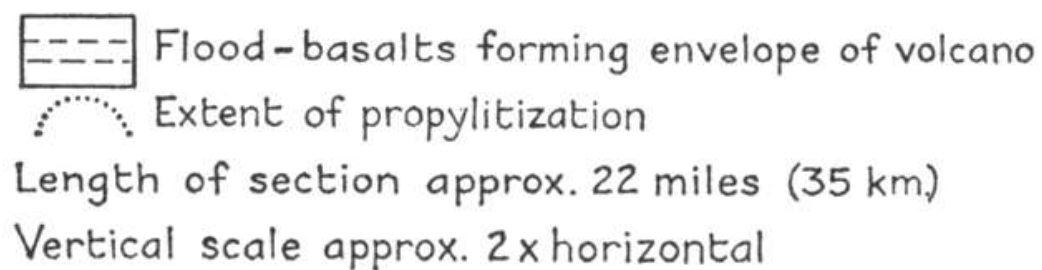 Flood-basalts forming envelope of volcano
Extent of propylitization
Length of section approx. 22 miles (35 km)
Vertical scale approx. 2 x horizontal